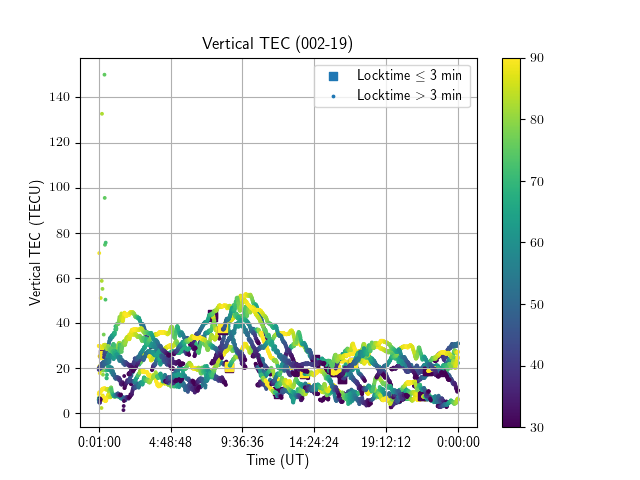 Vertical TEC (002-19)
Locktime ≤ 3 min
Locktime > 3 min
Vertical TEC (TECU)
140
120
100
80
60
40
20
0
0:01:00 4:48:48 9:36:36 14:24:24 19:12:12 0:00:00
Time (UT)
90
80
70
60
50
40
30